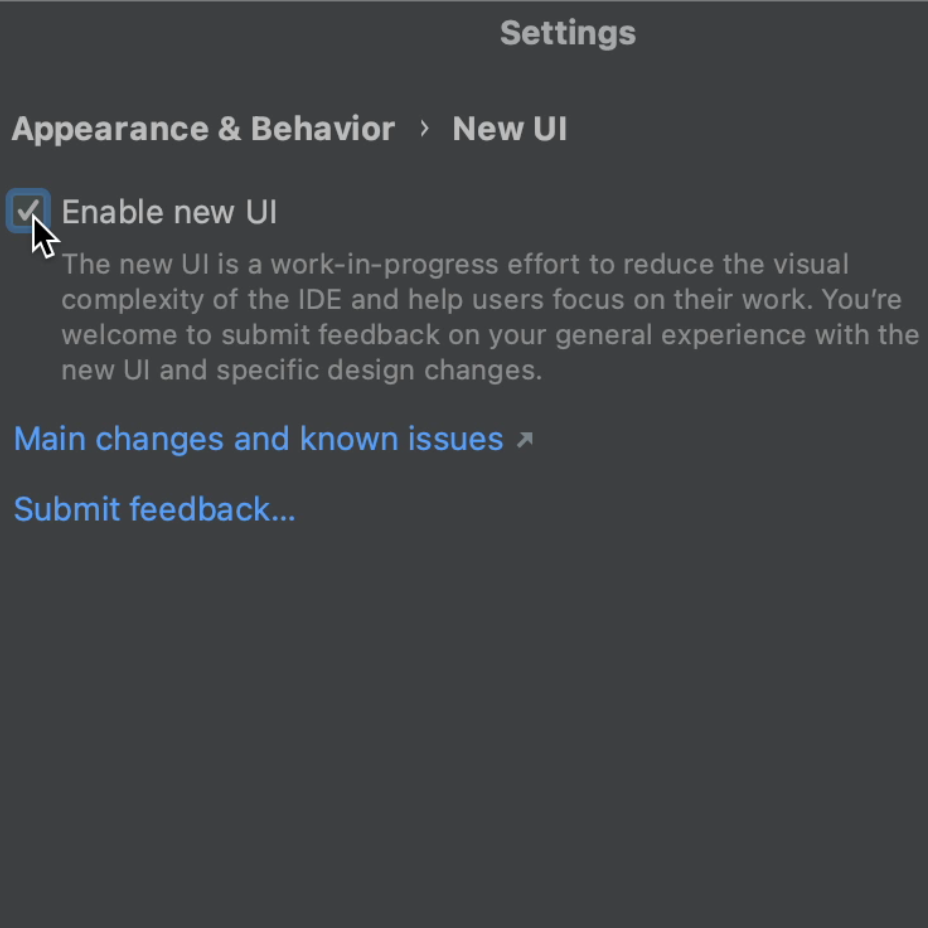 Settings
Appearance & Behavior › New UI
Enable new UI
The new UI is a work-in-progress effort to reduce the visual
complexity of the IDE and help users focus on their work. You’re
welcome to submit feedback on your general experience with the
new UI and specific design changes.
Main changes and known issues ↗
Submit feedback...